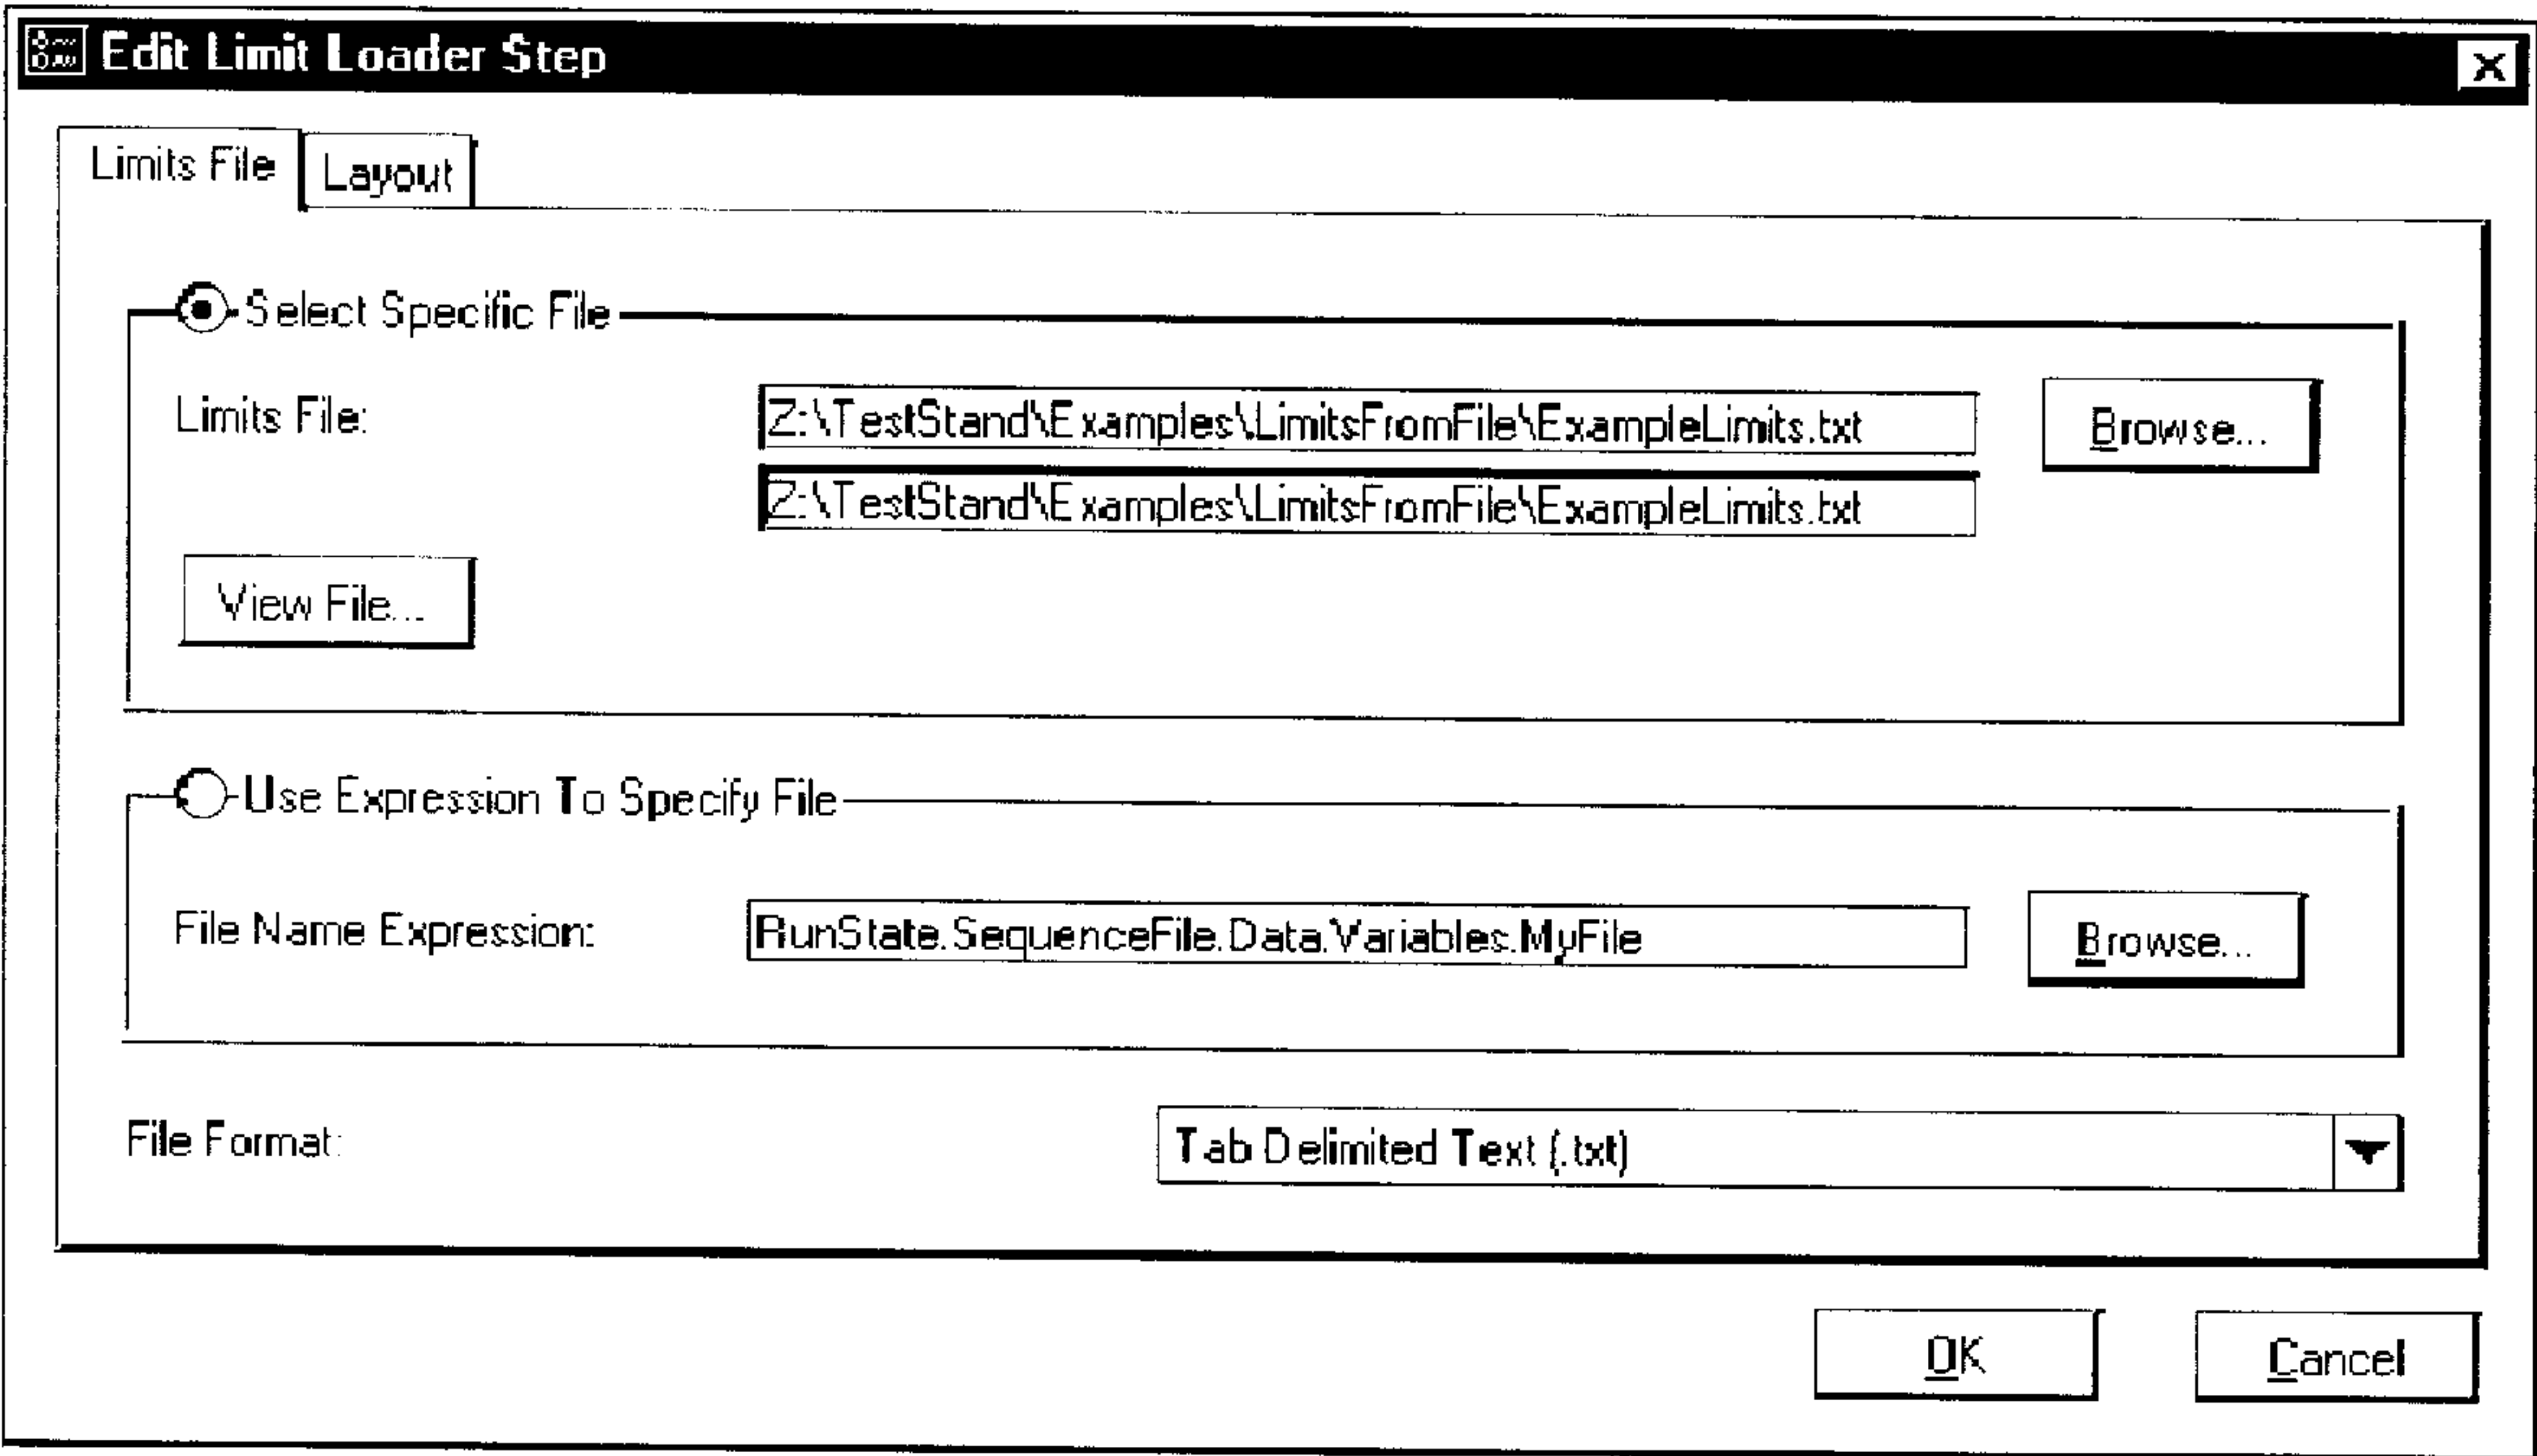 Edit Limit Loader Step
Limits File
Layout
Select Specific File
Limits File:
Z:\TestStand\Examples\LimitsFromFile\ExampleLimits.txt
Browse...
Z:\TestStand\Examples\LimitsFromFile\ExampleLimits.txt
View File...
Use Expression To Specify File
File Name Expression:
RunState.SequenceFile.Data.Variables.MyFile
Browse...
File Format:
Tab Delimited Text (.txt)
OK
Cancel